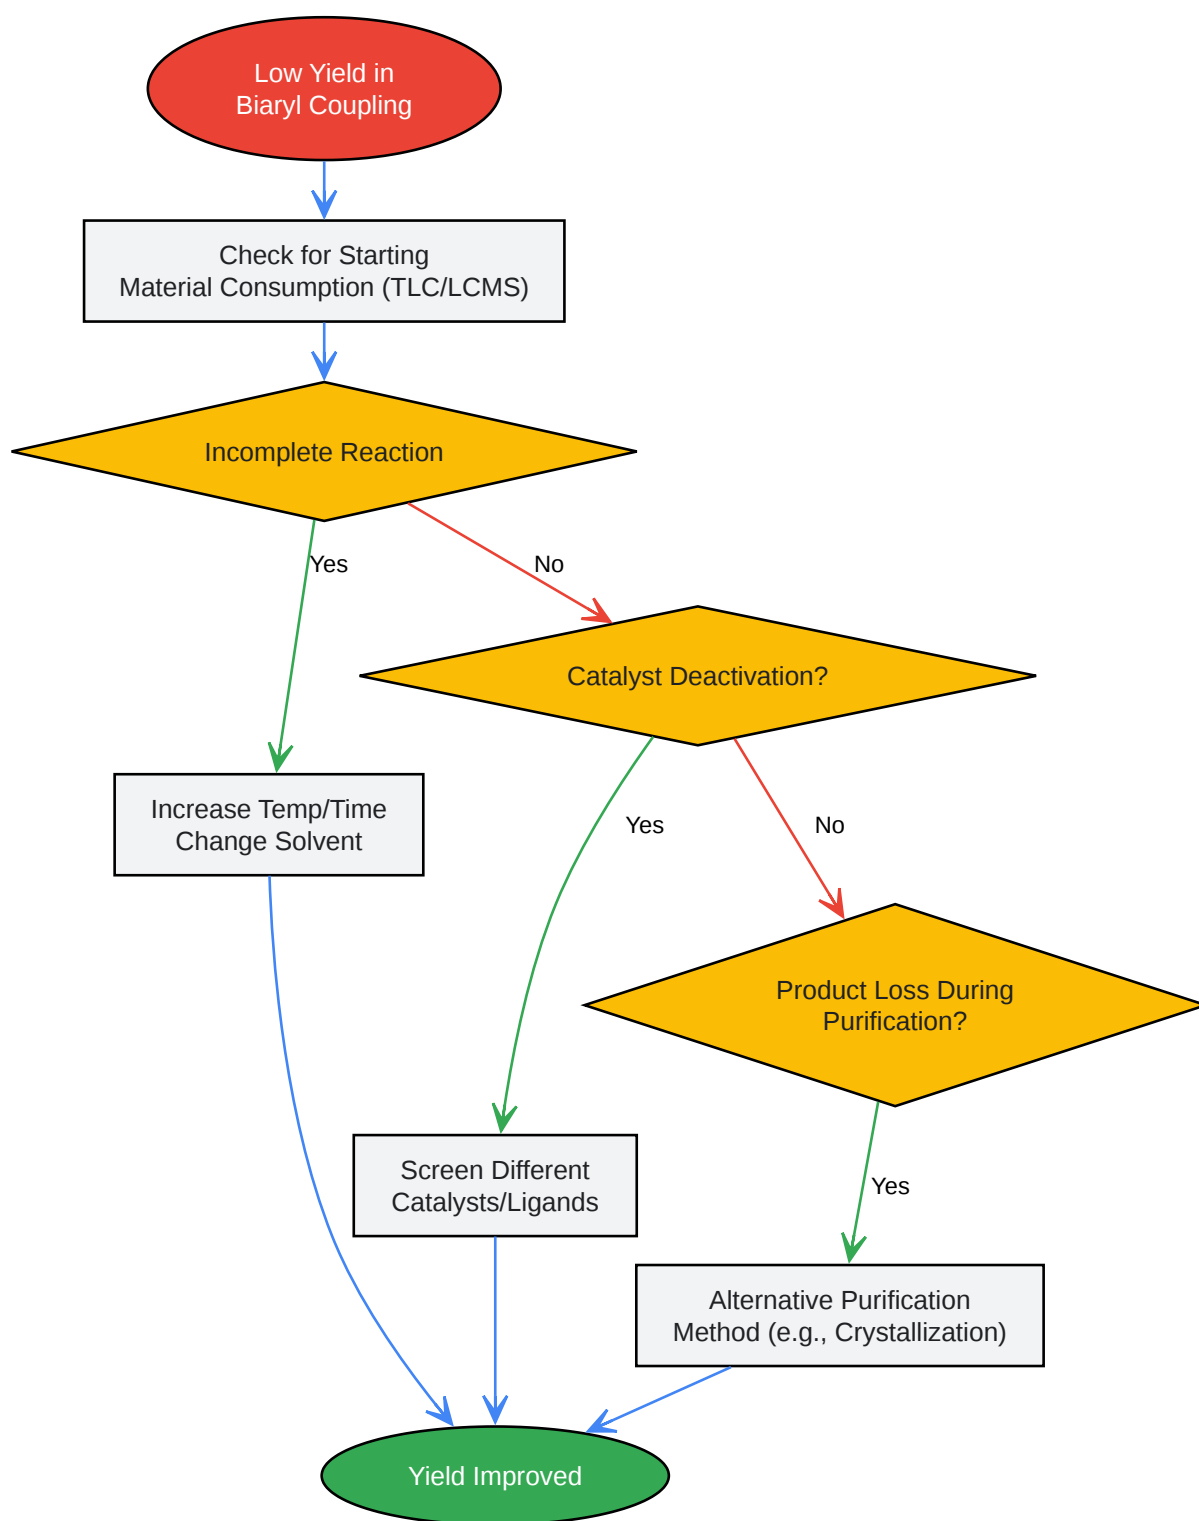 Low Yield in
Biaryl Coupling
Check for Starting
Material Consumption (TLC/LCMS)
Incomplete Reaction
Yes
No
Catalyst Deactivation?
Increase Temp/Time
Change Solvent
Yes
No
Product Loss During
Purification?
Screen Different
Catalysts/Ligands
Yes
Alternative Purification
Method (e.g., Crystallization)
Yield Improved